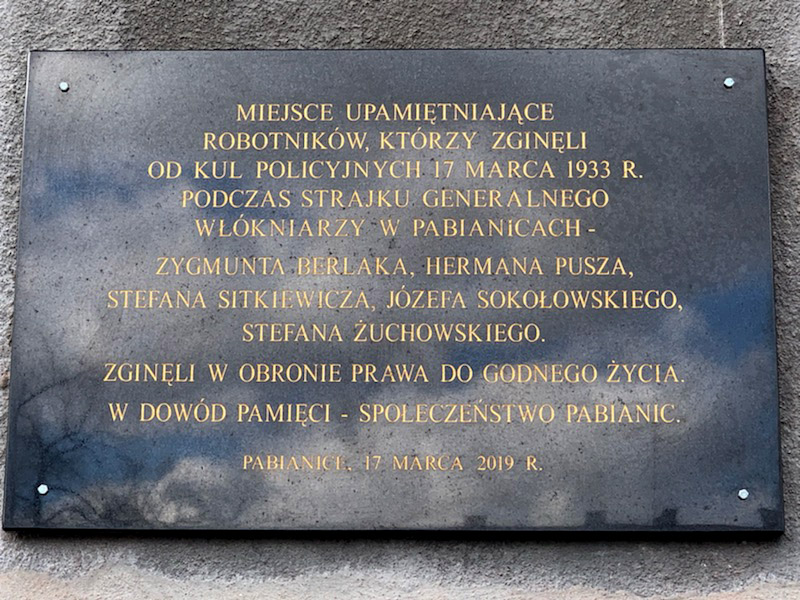 MIEJSCE UPAMIĘTNIAJĄCE
ROBOTNIKÓW, KTÓRZY ZGINĘLI
OD KUL POLICYJNYCH 17 MARCA 1933 R.
PODCZAS STRAJKU GENERALNEGO
WŁÓKNIARZY W PABIANICACH -
ZYGMUNTA BERLAKA, HERMANA PUSZA,
STEFANA SITKIEWICZA, JÓZEFA SOKOŁOWSKIEGO,
STEFANA ŻUCHOWSKIEGO.
ZGINĘLI W OBRONIE PRAWA DO GODNEGO ŻYCIA.
W DOWÓD PAMIĘCI - SPOŁECZEŃSTWO PABIANIC.
PABIANICE, 17 MARCA 2019 R.